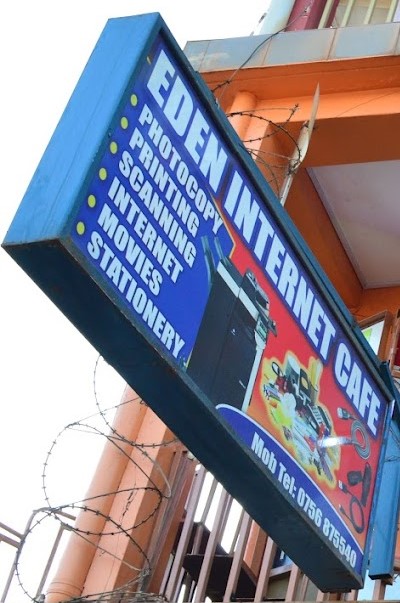 EDEN INTERNET CAFE
PHOTOCOPY
PRINTING
SCANNING
INTERNET
MOVIES
STATIONERY
Mob Tel: 0756 875540